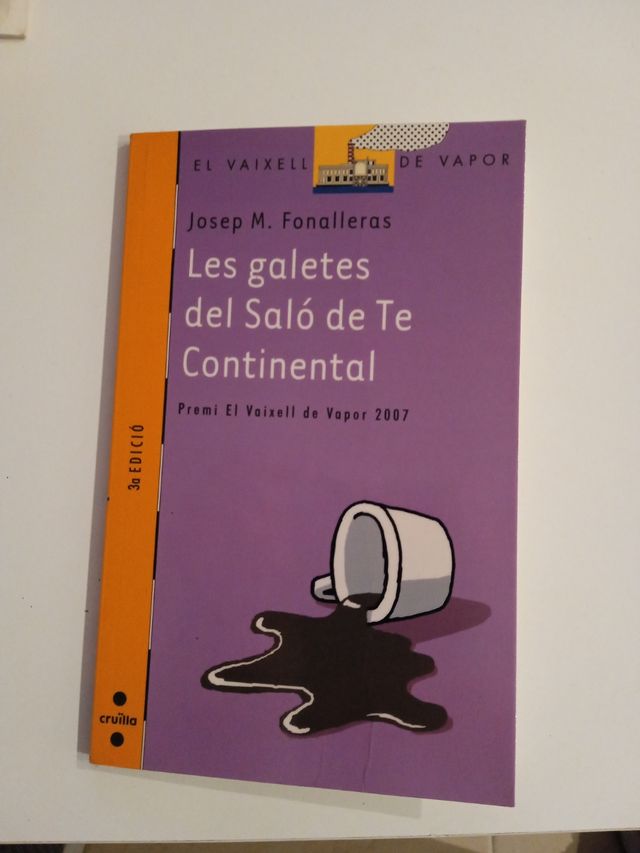 EL VAIXELL DE VAPOR
Josep M. Fonalleras
Les galetes
del Saló de Te
Continental
Premi El Vaixell de Vapor 2007
3a EDICIÓ
cruïlla